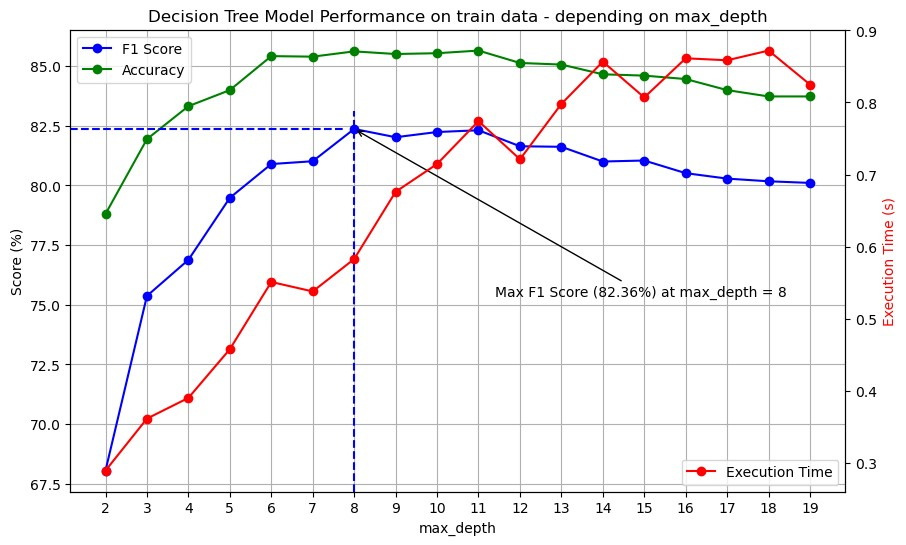 Decision Tree Model Performance on train data - depending on max_depth
F1 Score
Accuracy
85.0
82.5
80.0
77.5
75.0
72.5
70.0
67.5
Score (%)
0.9
0.8
0.7
0.6
0.5
0.4
0.3
Execution Time (s)
Max F1 Score (82.36%) at max_depth = 8
Execution Time
2 3 4 5 6 7 8 9 10 11 12 13 14 15 16 17 18 19
max_depth